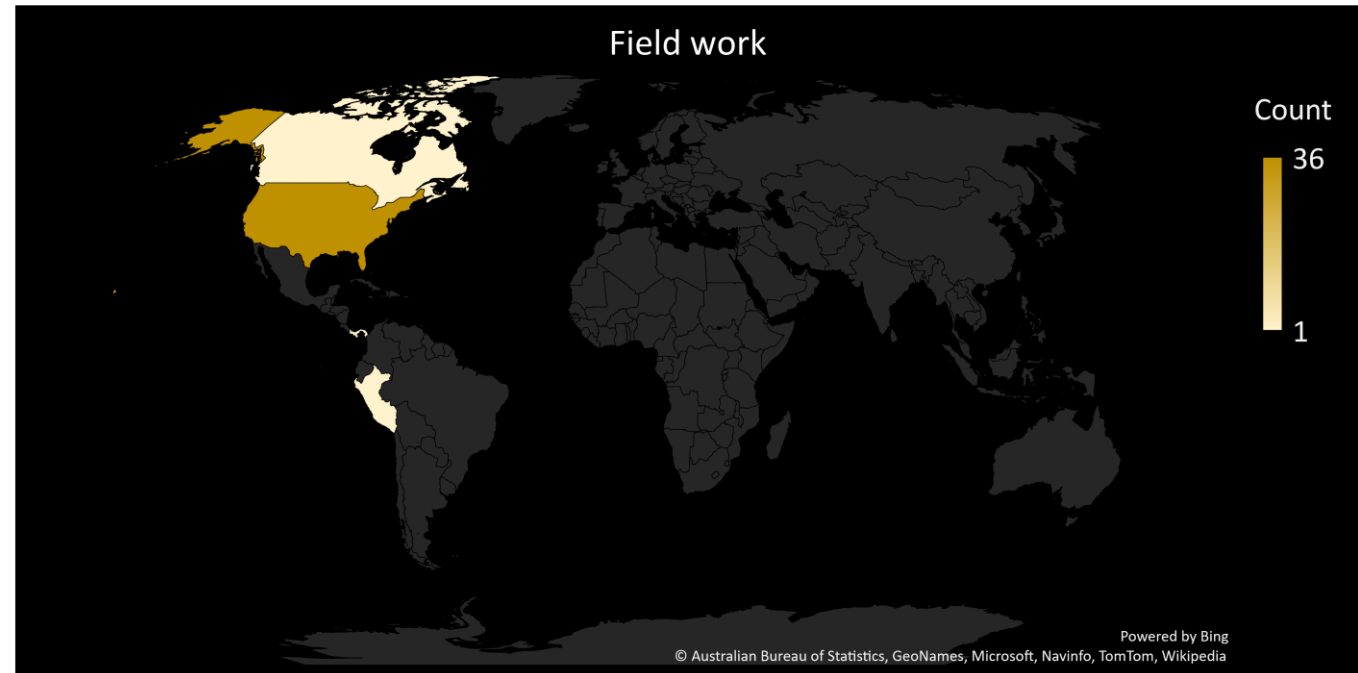 Field work
Count
36
1
Powered by Bing
© Australian Bureau of Statistics, GeoNames, Microsoft, Navinfo, TomTom, Wikipedia